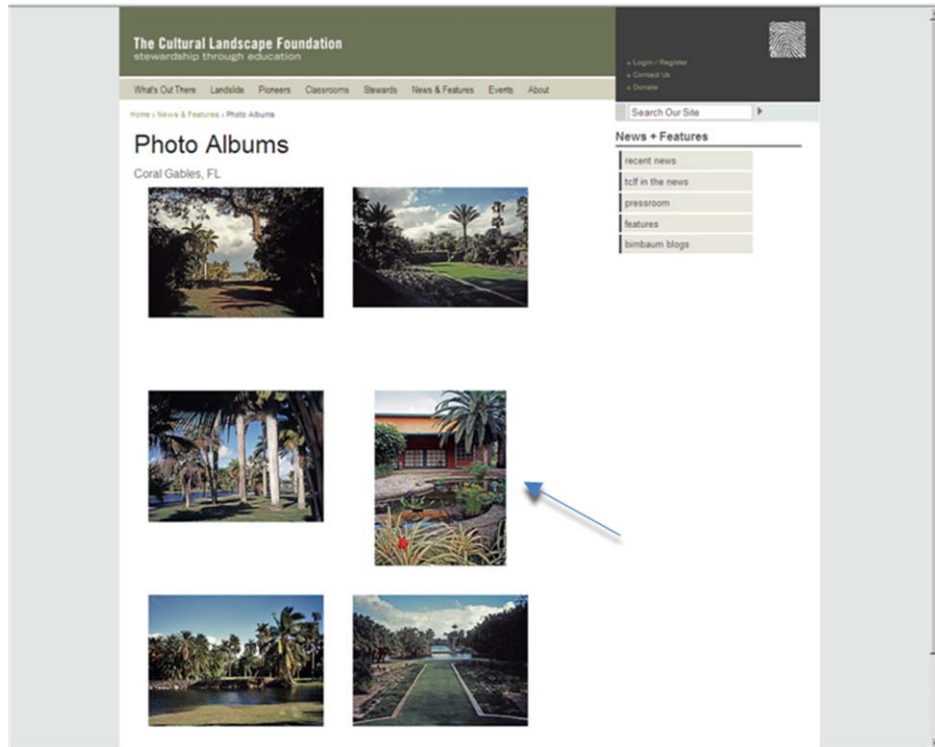 The Cultural Landscape Foundation
stewardship through education
» Login / Register
» Contact Us
» Donate
What's Out There Landslide Pioneers Classrooms Stewards News & Features Events About
Search Our Site
Home › News & Features › Photo Albums
Photo Albums
Coral Gables, FL
News + Features
recent news
tclf in the news
pressroom
features
birnbaum blogs